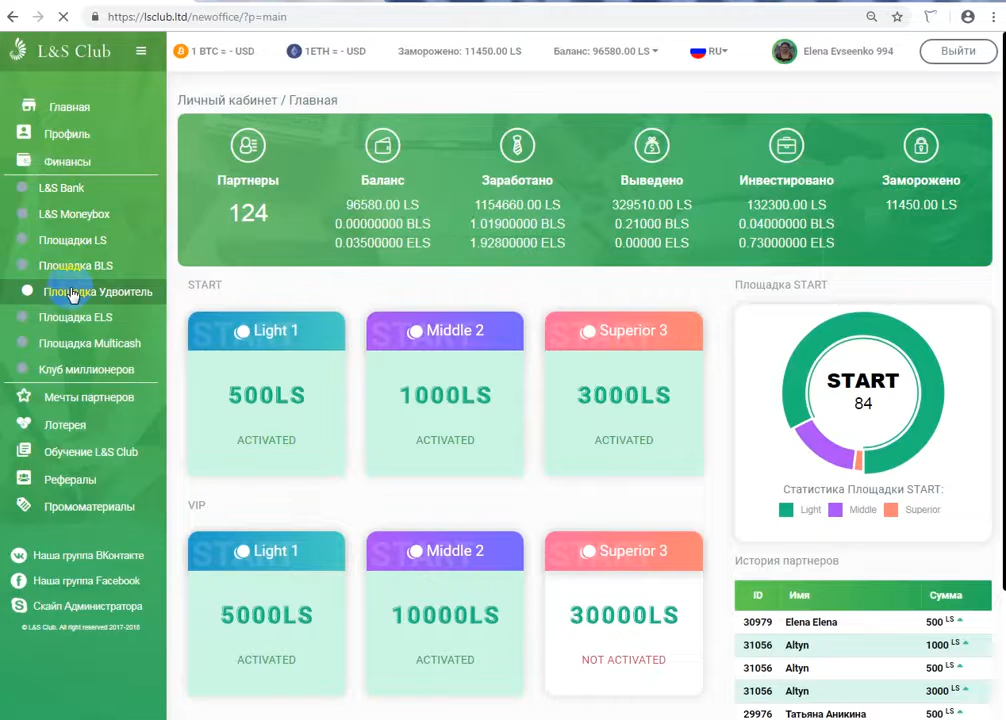 https://lsclub.ltd/newoffice/?p=main
L&S Club
1 BTC = - USD
1ETH = - USD
Заморожено: 11450.00 LS
Баланс: 96580.00 LS
RU
Elena Evseenko 994
Выйти
Главная
Профиль
Финансы
L&S Bank
L&S Moneybox
Площадки LS
Площадка BLS
Площадка Удвоитель
Площадка ELS
Площадка Multicash
Клуб миллионеров
Мечты партнеров
Лотерея
Обучение L&S Club
Рефералы
Промоматериалы
Наша группа ВКонтакте
Наша группа Facebook
Скайп Администратора
© L&S Club. All right reserved 2017-2018
Личный кабинет / Главная
Партнеры
124
Баланс
96580.00 LS
0.00000000 BLS
0.03500000 ELS
Заработано
1154660.00 LS
1.01900000 BLS
1.92800000 ELS
Выведено
329510.00 LS
0.21000 BLS
0.00000 ELS
Инвестировано
132300.00 LS
0.04000000 BLS
0.73000000 ELS
Заморожено
11450.00 LS
START
START
Light 1
500LS
ACTIVATED
START
Middle 2
1000LS
ACTIVATED
START
Superior 3
3000LS
ACTIVATED
VIP
START
Light 1
5000LS
ACTIVATED
START
Middle 2
10000LS
ACTIVATED
START
Superior 3
30000LS
NOT ACTIVATED
Площадка START
START
84
Статистика Площадки START:
Light Middle Superior
История партнеров
ID Имя Сумма
30979 Elena Elena 500 LS
31056 Altyn 1000 LS
31056 Altyn 500 LS
31056 Altyn 3000 LS
29976 Татьяна Аникина 500 LS